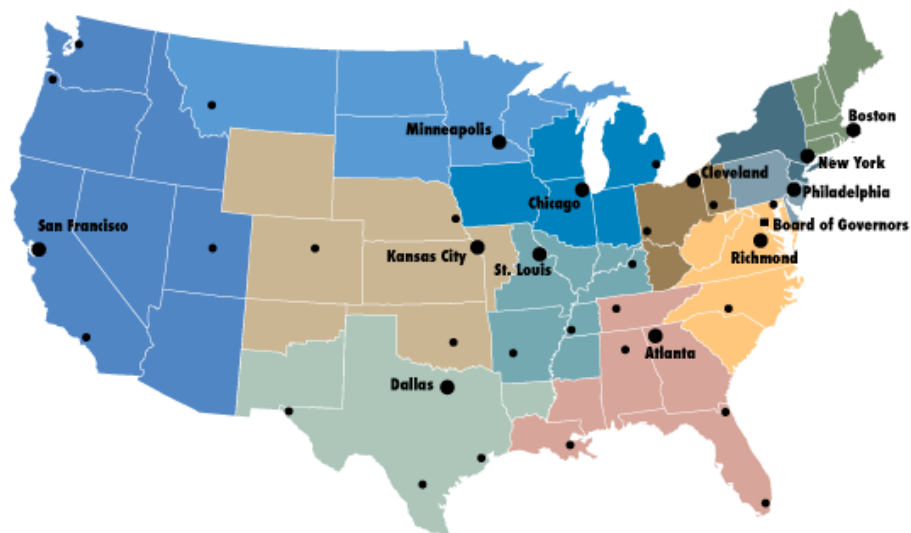 Boston
Minneapolis
New York
Cleveland
Philadelphia
Chicago
San Francisco
Board of Governors
Kansas City
Richmond
St. Louis
Atlanta
Dallas